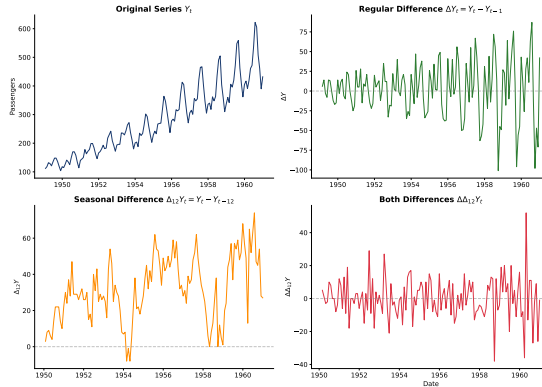 Original Series Y_t
Passengers
600
500
400
300
200
100
1950 1952 1954 1956 1958 1960
Regular Difference ΔY_t = Y_t − Y_{t−1}
ΔY
75
50
25
0
−25
−50
−75
−100
1950 1952 1954 1956 1958 1960
Seasonal Difference Δ_{12}Y_t = Y_t − Y_{t−12}
Δ_{12}Y
60
40
20
0
1950 1952 1954 1956 1958 1960
Both Differences ΔΔ_{12}Y_t
ΔΔ_{12}Y
40
20
0
−20
−40
1950 1952 1954 1956 1958 1960
Date